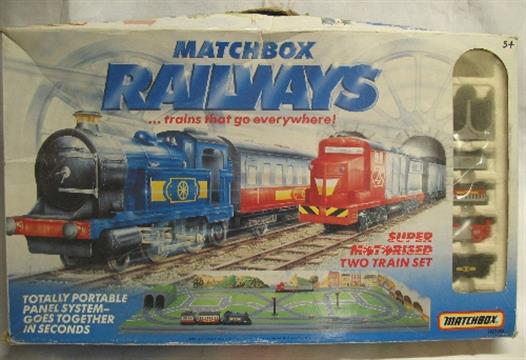 MATCHBOX
5+
RAILWAYS
... trains that go everywhere!
SUPER
MOTORISED
TWO TRAIN SET
TOTALLY PORTABLE
PANEL SYSTEM-
GOES TOGETHER
IN SECONDS
MATCHBOX